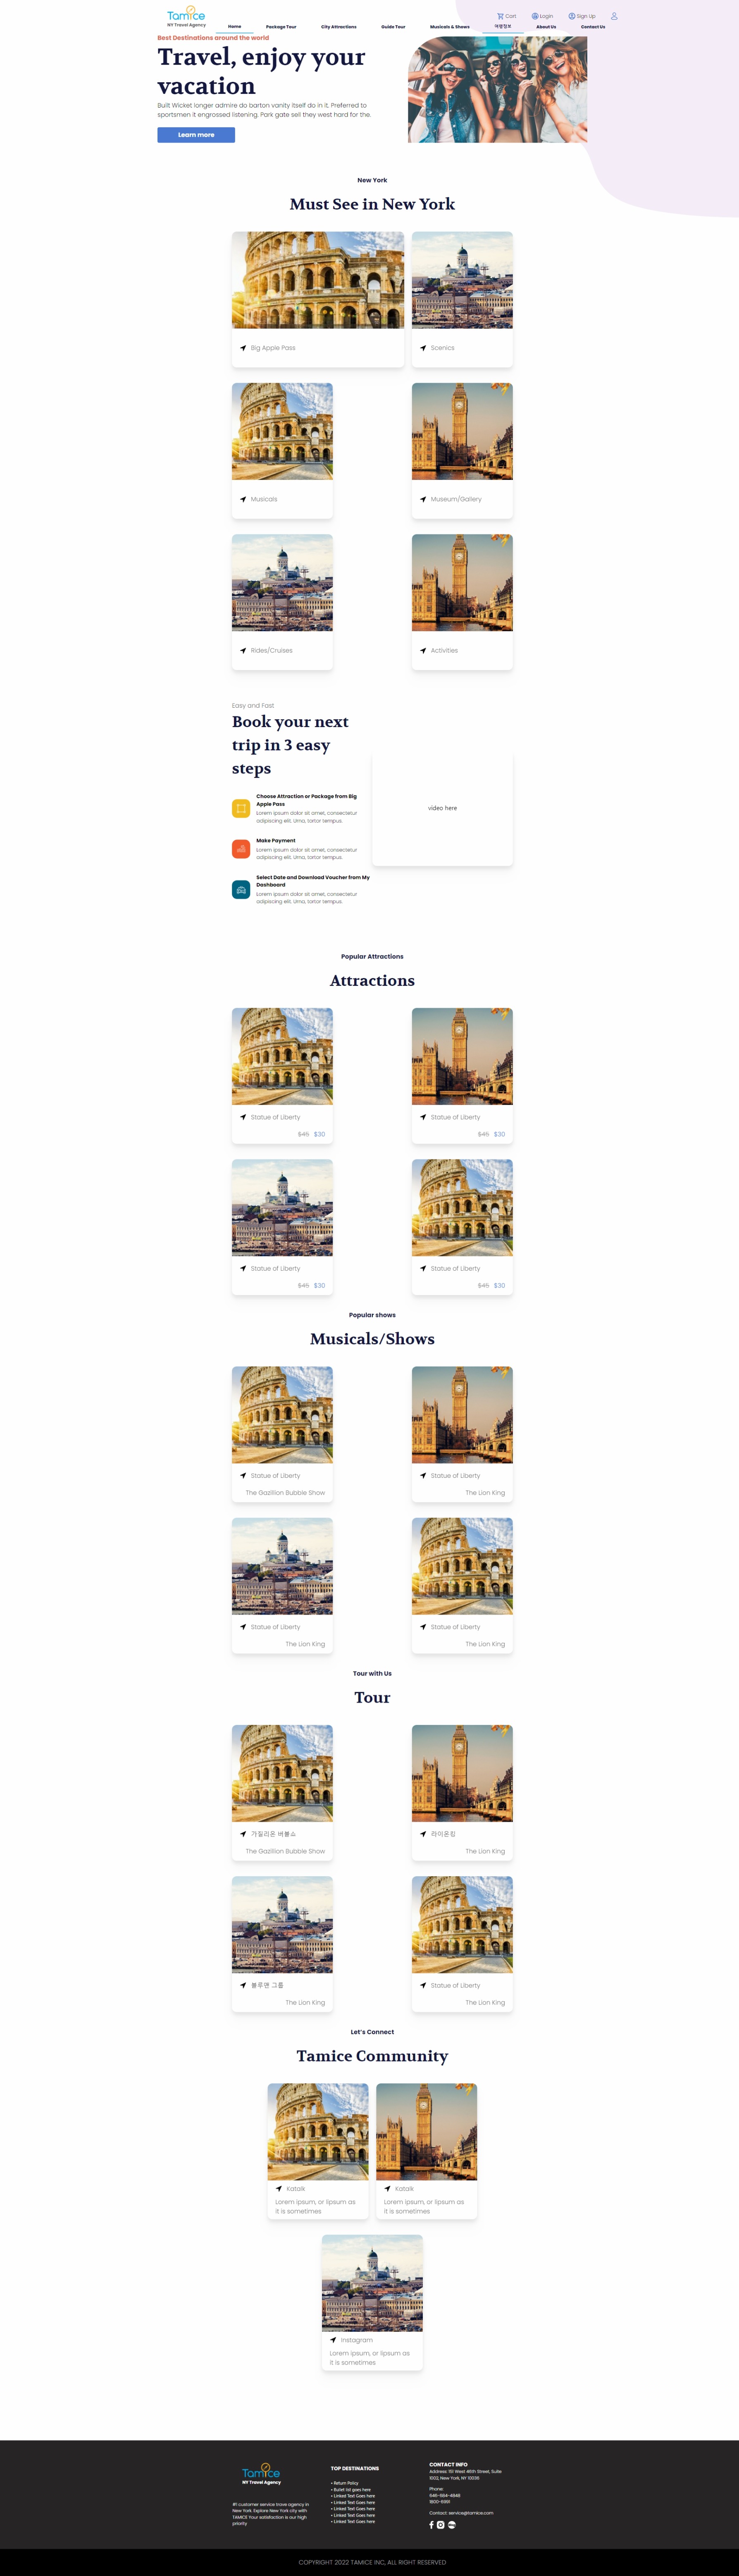 Tamice
NY Travel Agency
Cart
Login
Sign Up
Home
Package Tour
City Attractions
Guide Tour
Musicals & Shows
여행정보
About Us
Contact Us
Best Destinations around the world
Travel, enjoy your
vacation
Built Wicket longer admire do barton vanity itself do in it. Preferred to
sportsmen it engrossed listening. Park gate sell they west hard for the.
Learn more
New York
Must See in New York
Big Apple Pass
Scenics
Musicals
Museum/Gallery
Rides/Cruises
Activities
Easy and Fast
Book your next
trip in 3 easy
steps
Choose Attraction or Package from Big
Apple Pass
Lorem ipsum dolor sit amet, consectetur
adipiscing elit. Urna, tortor tempus.
Make Payment
Lorem ipsum dolor sit amet, consectetur
adipiscing elit. Urna, tortor tempus.
Select Date and Download Voucher from My
Dashboard
Lorem ipsum dolor sit amet, consectetur
adipiscing elit. Urna, tortor tempus.
video here
Popular Attractions
Attractions
Statue of Liberty
$45 $30
Statue of Liberty
$45 $30
Statue of Liberty
$45 $30
Statue of Liberty
$45 $30
Popular shows
Musicals/Shows
Statue of Liberty
The Gazillion Bubble Show
Statue of Liberty
The Lion King
Statue of Liberty
The Lion King
Statue of Liberty
The Lion King
Tour with Us
Tour
가질리온 버블쇼
The Gazillion Bubble Show
라이온킹
The Lion King
블루맨 그룹
The Lion King
Statue of Liberty
The Lion King
Let's Connect
Tamice Community
Katalk
Lorem ipsum, or lipsum as
it is sometimes
Katalk
Lorem ipsum, or lipsum as
it is sometimes
Instagram
Lorem ipsum, or lipsum as
it is sometimes
Tamice
NY Travel Agency
#1 customer service trave agency in
New York. Explore New York city with
TAMICE Your satisfaction is our high
priority
TOP DESTINATIONS
• Return Policy
• Bullet list goes here
• Linked Text Goes here
• Linked Text Goes here
• Linked Text Goes here
• Linked Text Goes here
• Linked Text Goes here
CONTACT INFO
Address: 151 West 46th Street, Suite
1002, New York, NY 10036
Phone:
646-564-4848
Contact: service@tamice.com
COPYRIGHT 2022 TAMICE INC, ALL RIGHT RESERVED